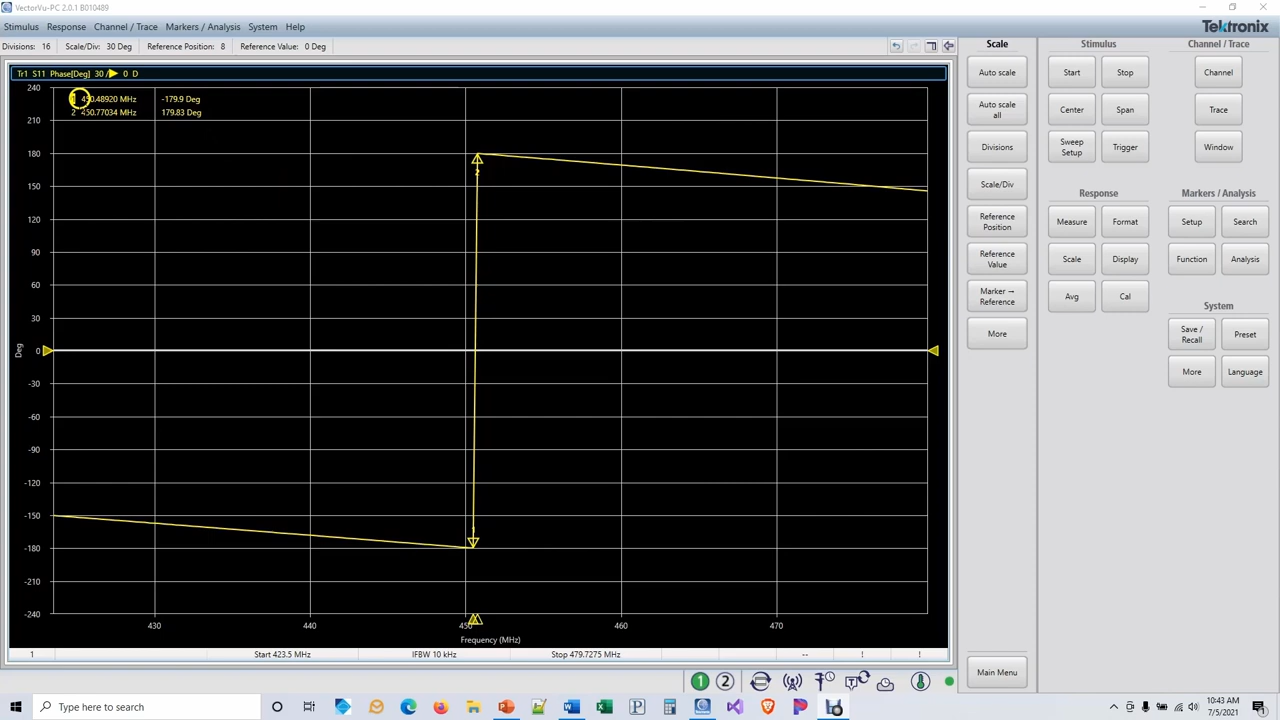 VectorVu-PC 2.0.1 B010489
Stimulus Response Channel / Trace Markers / Analysis System Help
Tektronix
Divisions: 16 Scale/Div: 30 Deg Reference Position: 8 Reference Value: 0 Deg
Tr1 S11 Phase[Deg] 30 / 0 D
1 450.48920 MHz -179.9 Deg
2 450.77034 MHz 179.83 Deg
240
210
180
150
120
90
60
30
0
-30
-60
-90
-120
-150
-180
-210
-240
Deg
2
1
430 440 450 460 470
Frequency (MHz)
1 Start 423.5 MHz IFBW 10 kHz Stop 479.7275 MHz -- ! !
Scale
Auto scale
Auto scale
all
Divisions
Scale/Div
Reference
Position
Reference
Value
Marker →
Reference
More
Main Menu
Stimulus
Start Stop
Center Span
Sweep
Setup
Trigger
Response
Measure Format
Scale Display
Avg Cal
Channel / Trace
Channel
Trace
Window
Markers / Analysis
Setup Search
Function Analysis
System
Save /
Recall
Preset
More Language
1 2
Type here to search
10:43 AM
7/5/2021